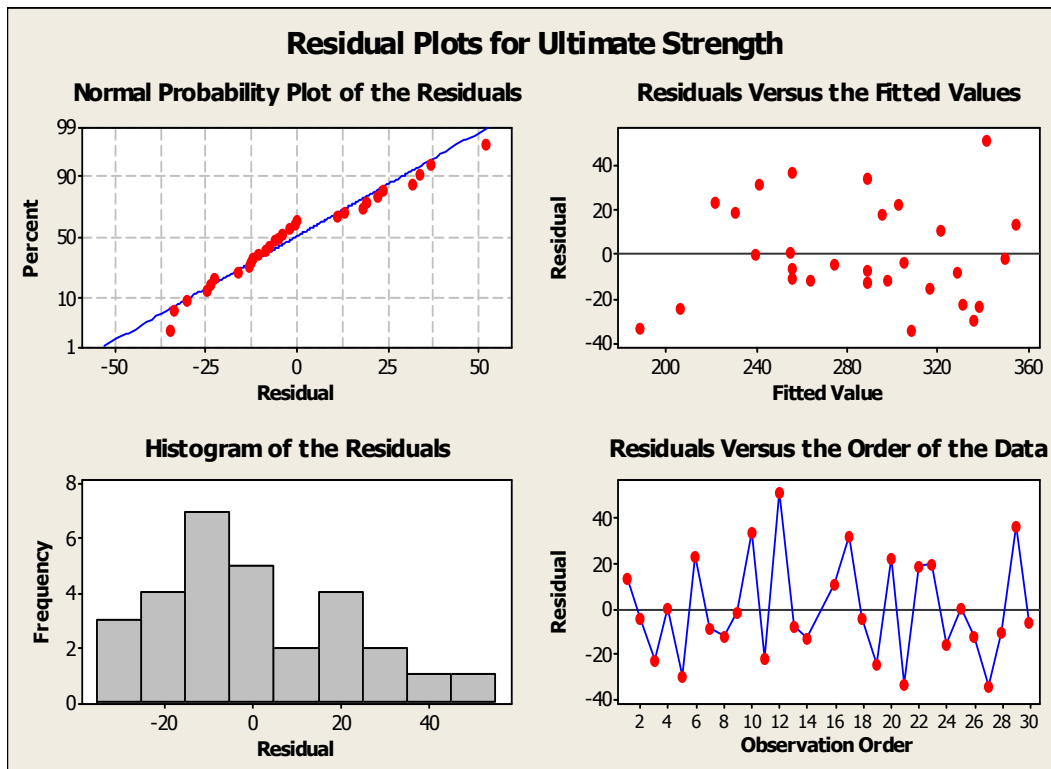 Residual Plots for Ultimate Strength
Normal Probability Plot of the Residuals
99
90
50
10
1
Percent
-50 -25 0 25 50
Residual
Residuals Versus the Fitted Values
40
20
0
-20
-40
Residual
200 240 280 320 360
Fitted Value
Histogram of the Residuals
8
6
4
2
0
Frequency
-20 0 20 40
Residual
Residuals Versus the Order of the Data
40
20
0
-20
-40
Residual
2 4 6 8 10 12 14 16 18 20 22 24 26 28 30
Observation Order